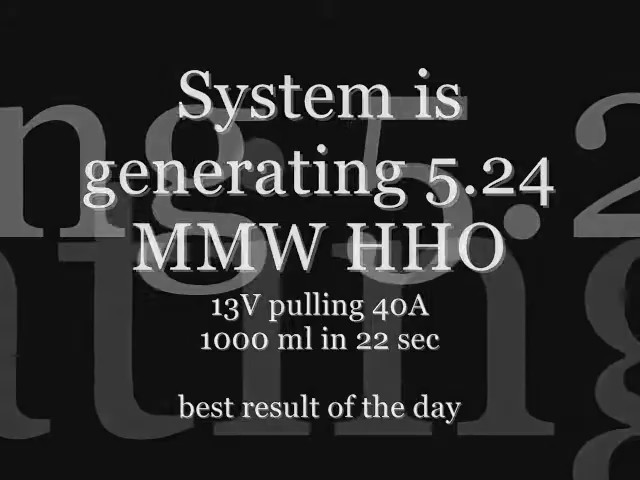 System is
generating 5.24
MMW HHO
13V pulling 40A
1000 ml in 22 sec
best result of the day